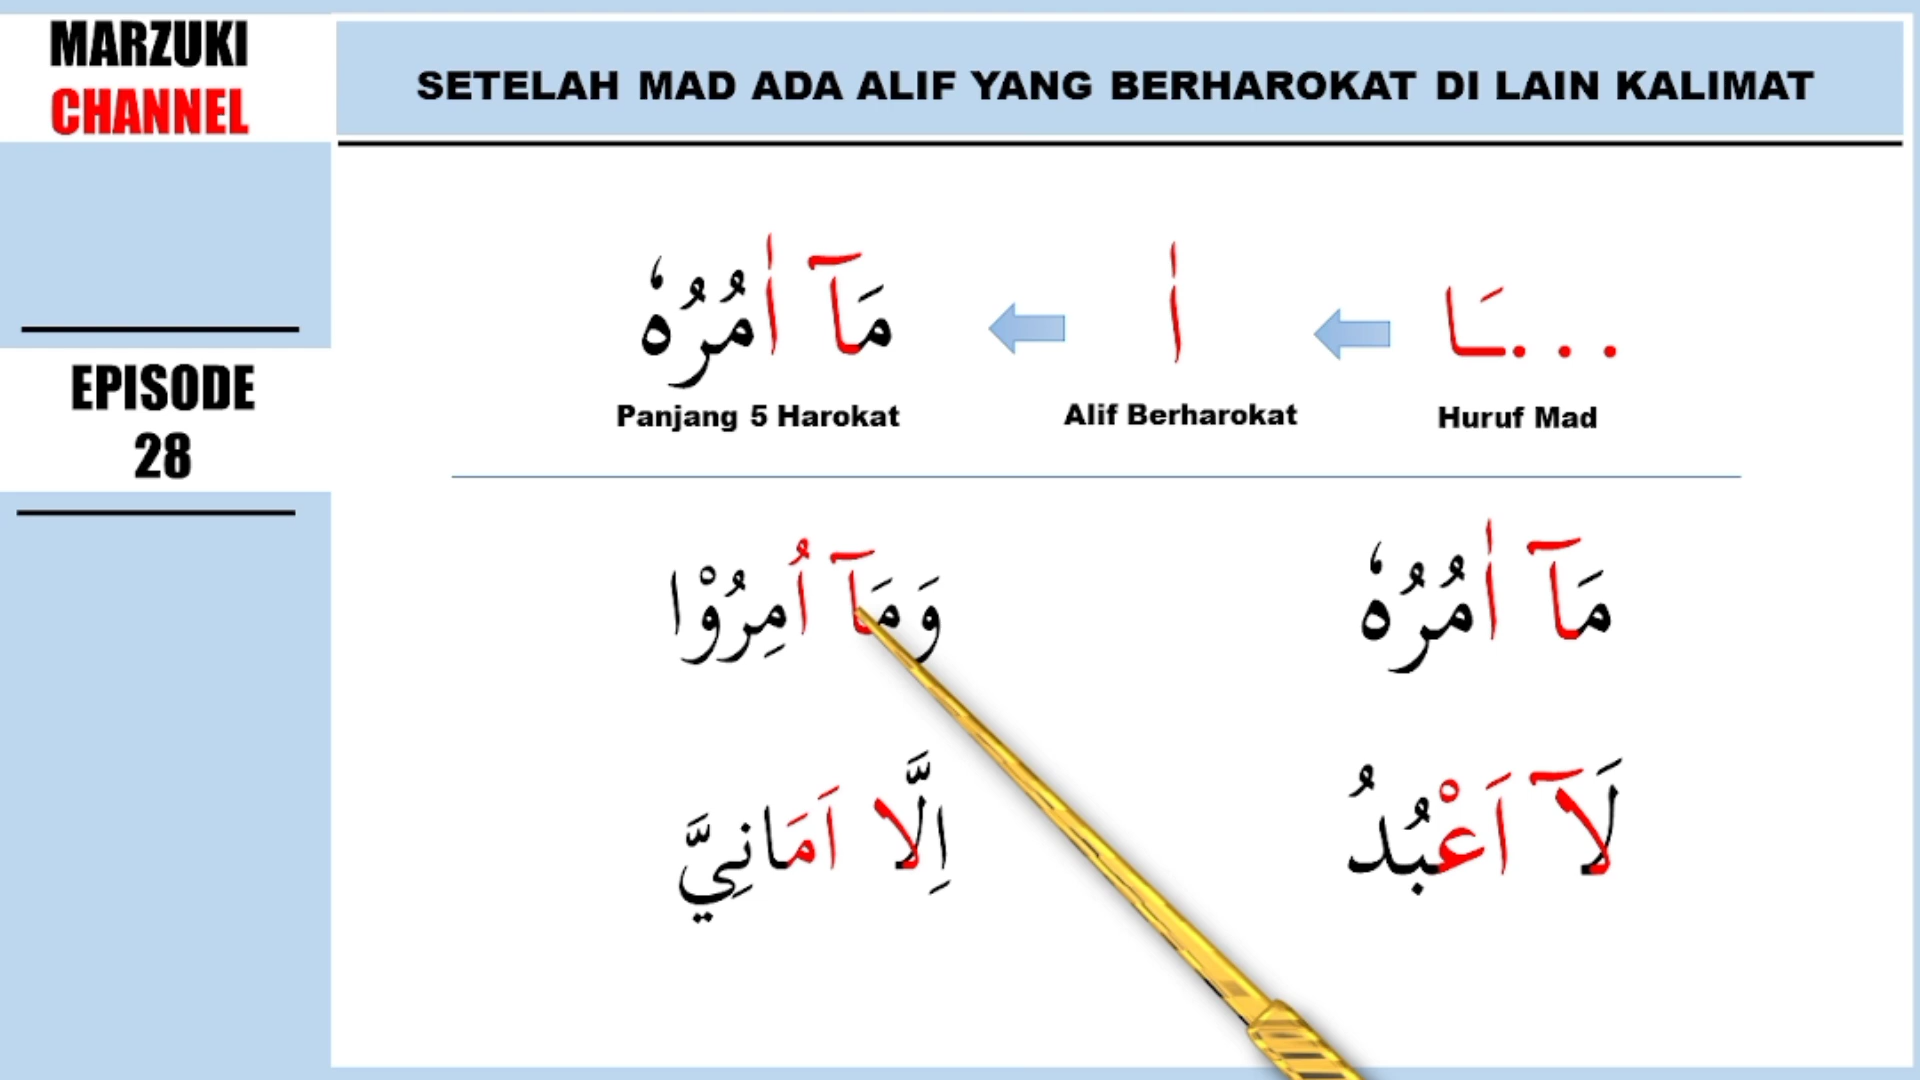 MARZUKI
CHANNEL
EPISODE
28
SETELAH MAD ADA ALIF YANG BERHAROKAT DI LAIN KALIMAT
...ـَـا اٰ مَآ اٰمُرُهٗ
Huruf Mad Alif Berharokat Panjang 5 Harokat
مَآ اٰمُرُهٗ وَمَآ اُمِرُوْا
لَآ اَعْبُدُ اِلَّا اَمَانِيَّ